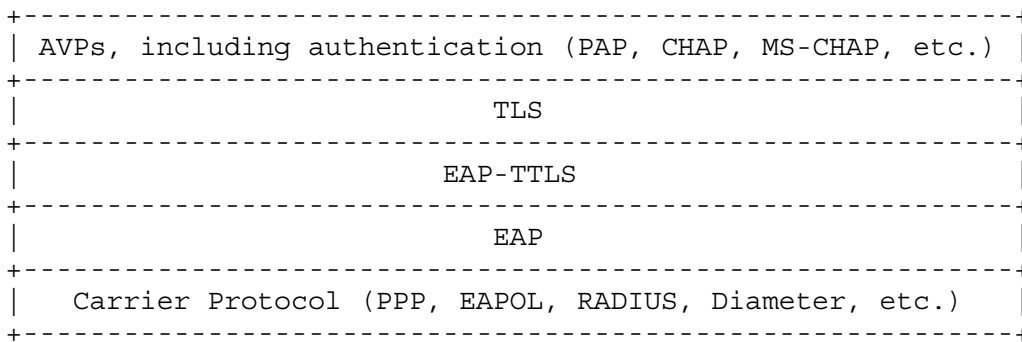 AVPs, including authentication (PAP, CHAP, MS-CHAP, etc.)
TLS
EAP-TTLS
EAP
Carrier Protocol (PPP, EAPOL, RADIUS, Diameter, etc.)